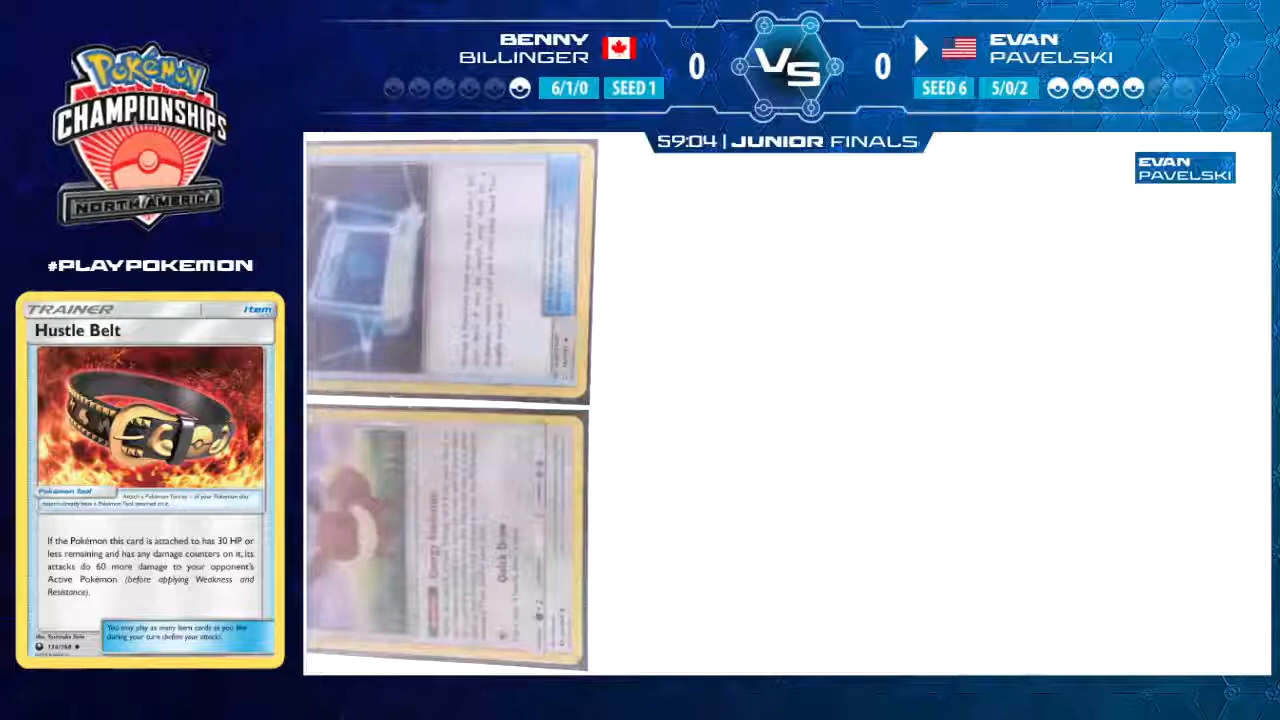 BENNY
BILLINGER
0
VS
0
EVAN
PAVELSKI
6/1/0
SEED 1
SEED 6
5/0/2
Pokémon
CHAMPIONSHIPS
NORTH AMERICA
59:04 | JUNIOR FINALS
EVAN
PAVELSKI
#PLAYPOKEMON
TRAINER
Item
Hustle Belt
Pokémon Tool
If the Pokémon this card is attached to has 30 HP or
less remaining and has any damage counters on it, its
attacks do 60 more damage to your opponent's
Active Pokémon (before applying Weakness and
Resistance).
You may play as many Item cards as you like
during your turn (before your attack).
134/168
Energy Evolution
Quick Draw